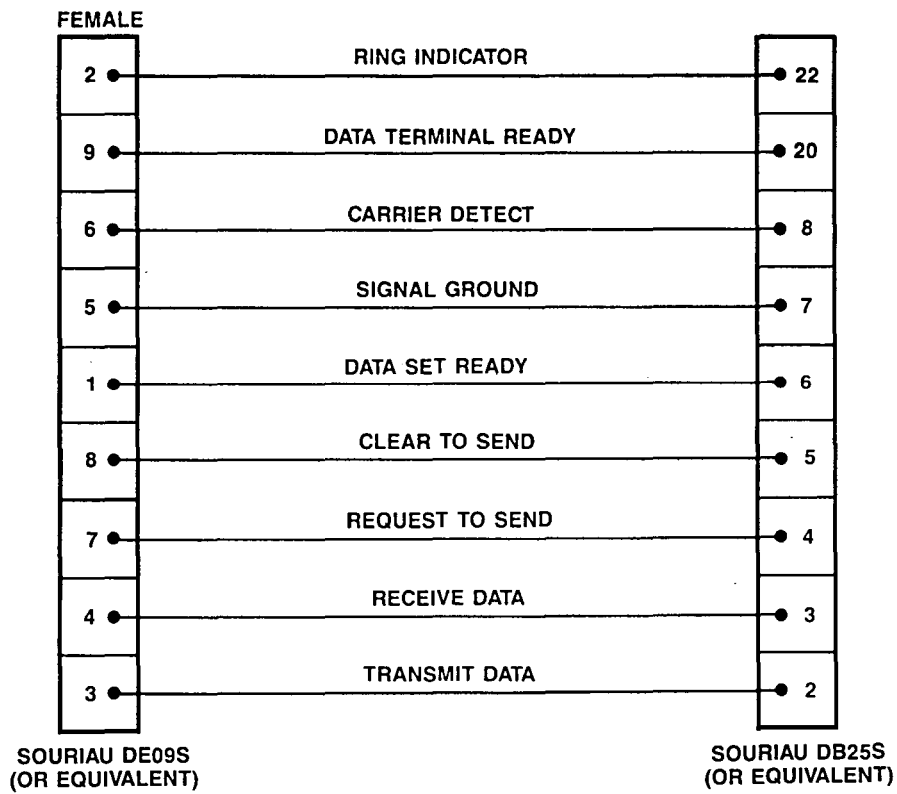 FEMALE
2 RING INDICATOR 22
9 DATA TERMINAL READY 20
6 CARRIER DETECT 8
5 SIGNAL GROUND 7
1 DATA SET READY 6
8 CLEAR TO SEND 5
7 REQUEST TO SEND 4
4 RECEIVE DATA 3
3 TRANSMIT DATA 2
SOURIAU DE09S
(OR EQUIVALENT)
SOURIAU DB25S
(OR EQUIVALENT)